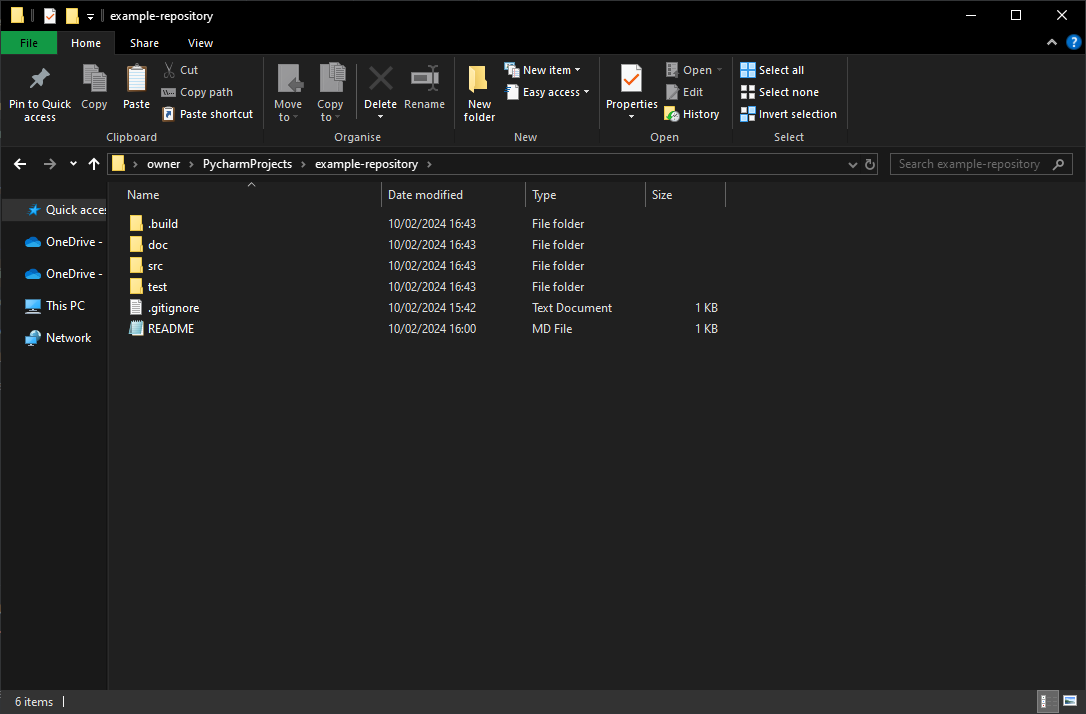 example-repository
File Home Share View
Pin to Quick access
Copy
Paste
Cut
Copy path
Paste shortcut
Clipboard
Move to
Copy to
Delete
Rename
Organise
New folder
New item
Easy access
New
Properties
Open
Edit
History
Open
Select all
Select none
Invert selection
Select
owner › PycharmProjects › example-repository ›
Search example-repository
Quick acces
OneDrive -
OneDrive -
This PC
Network
Name Date modified Type Size
.build 10/02/2024 16:43 File folder
doc 10/02/2024 16:43 File folder
src 10/02/2024 16:43 File folder
test 10/02/2024 16:43 File folder
.gitignore 10/02/2024 15:42 Text Document 1 KB
README 10/02/2024 16:00 MD File 1 KB
6 items